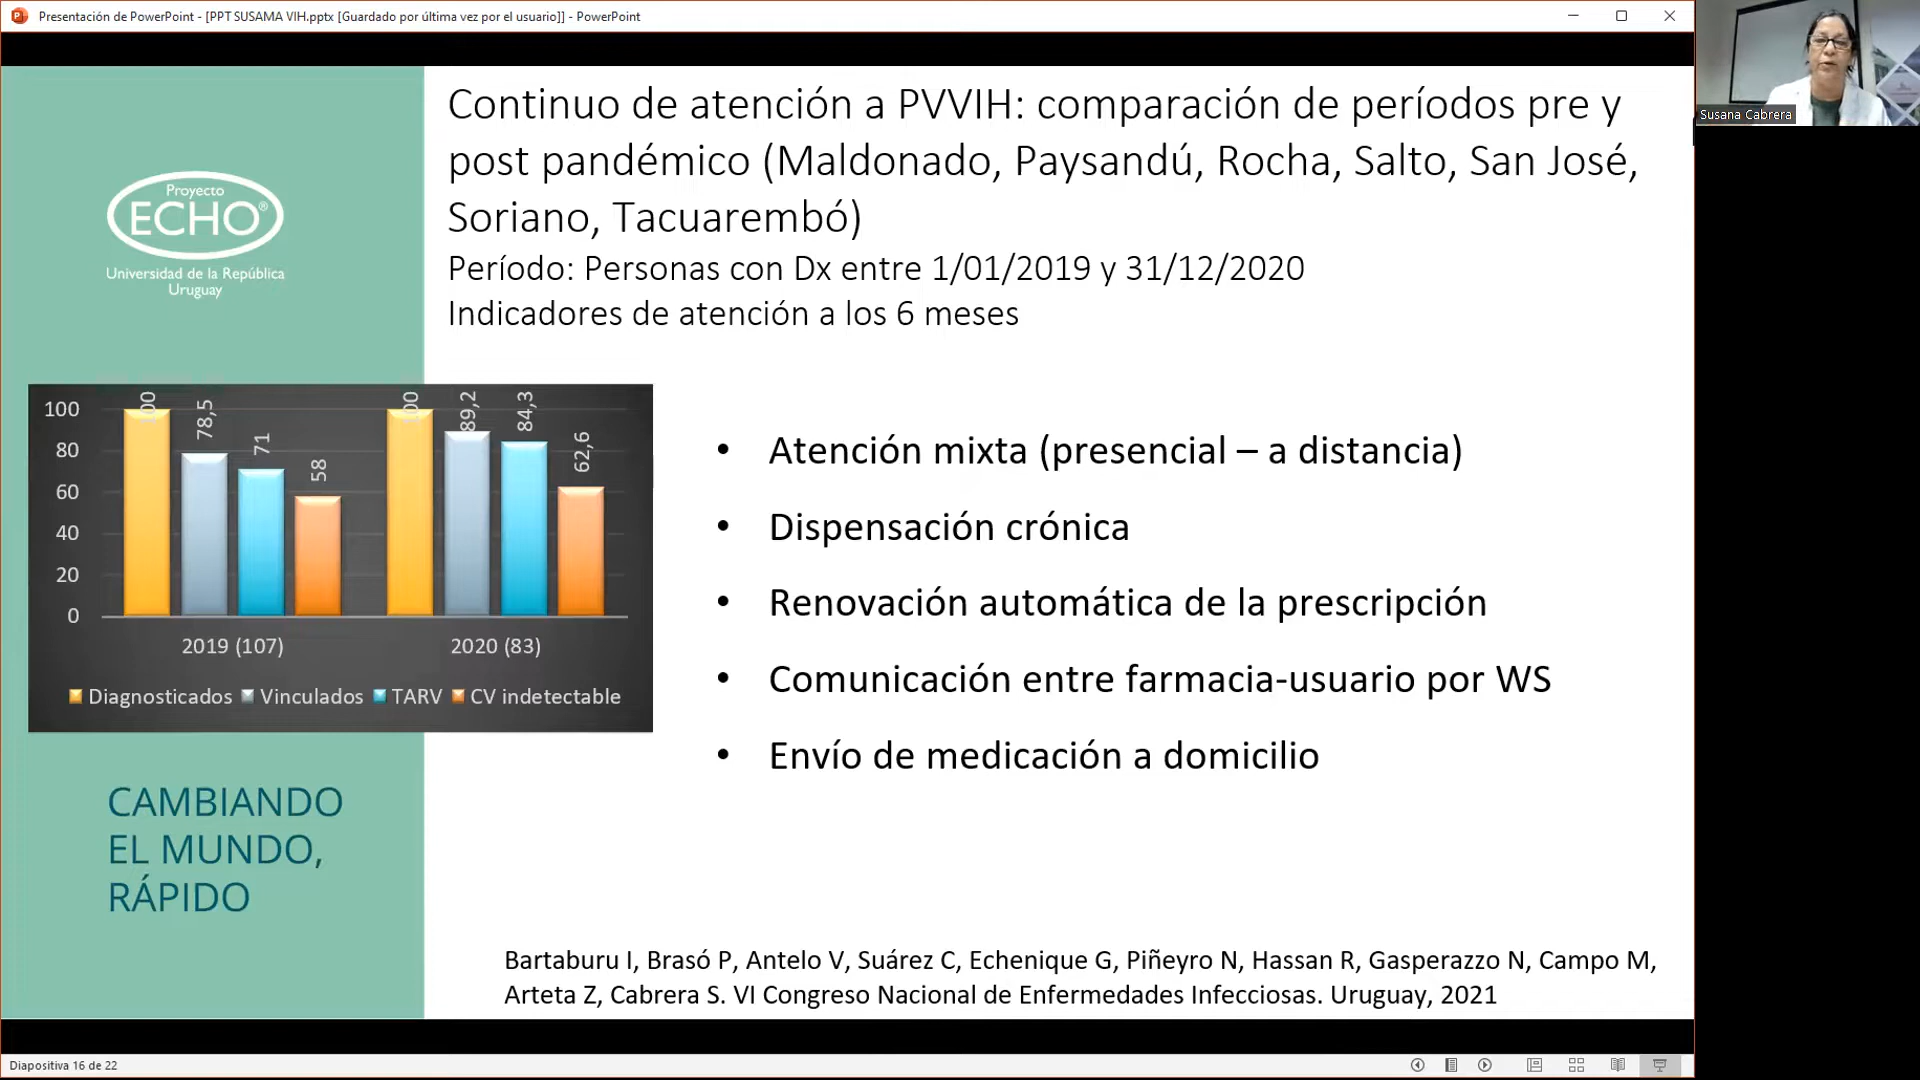 Presentación de PowerPoint - [PPT SUSAMA VIH.pptx [Guardado por última vez por el usuario]] - PowerPoint
Susana Cabrera
Proyecto
ECHO®
Universidad de la República
Uruguay
Continuo de atención a PVVIH: comparación de períodos pre y
post pandémico (Maldonado, Paysandú, Rocha, Salto, San José,
Soriano, Tacuarembó)
Período: Personas con Dx entre 1/01/2019 y 31/12/2020
Indicadores de atención a los 6 meses
100
80
60
40
20
0
100
78,5
71
58
100
89,2
84,3
62,6
2019 (107)
2020 (83)
Diagnosticados Vinculados TARV CV indetectable
• Atención mixta (presencial – a distancia)
• Dispensación crónica
• Renovación automática de la prescripción
• Comunicación entre farmacia-usuario por WS
• Envío de medicación a domicilio
CAMBIANDO
EL MUNDO,
RÁPIDO
Bartaburu I, Brasó P, Antelo V, Suárez C, Echenique G, Piñeyro N, Hassan R, Gasperazzo N, Campo M,
Arteta Z, Cabrera S. VI Congreso Nacional de Enfermedades Infecciosas. Uruguay, 2021
Diapositiva 16 de 22